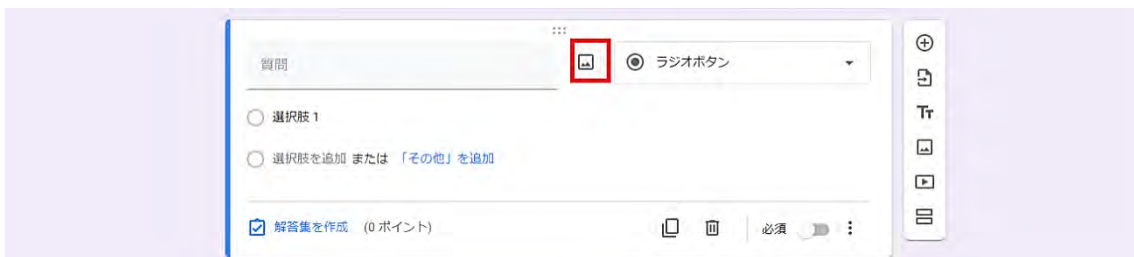 質問
ラジオボタン
選択肢 1
選択肢を追加 または 「その他」を追加
解答集を作成 (0 ポイント)
必須
Tт